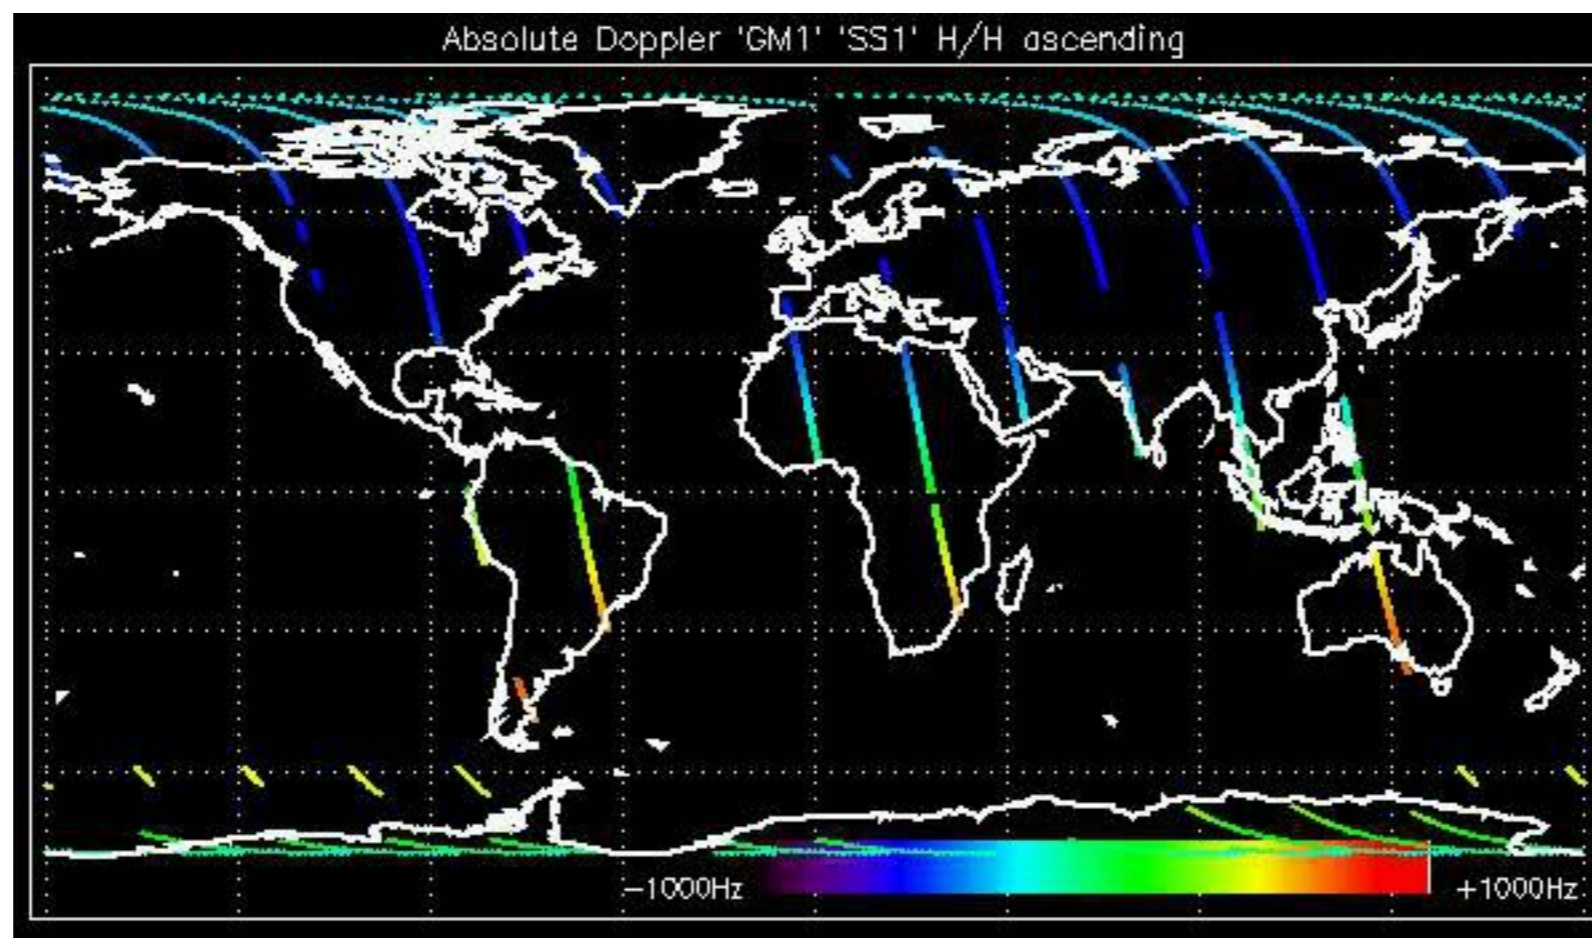 Absolute Doppler 'GM1' 'SS1' H/H ascending
-1000Hz +1000Hz